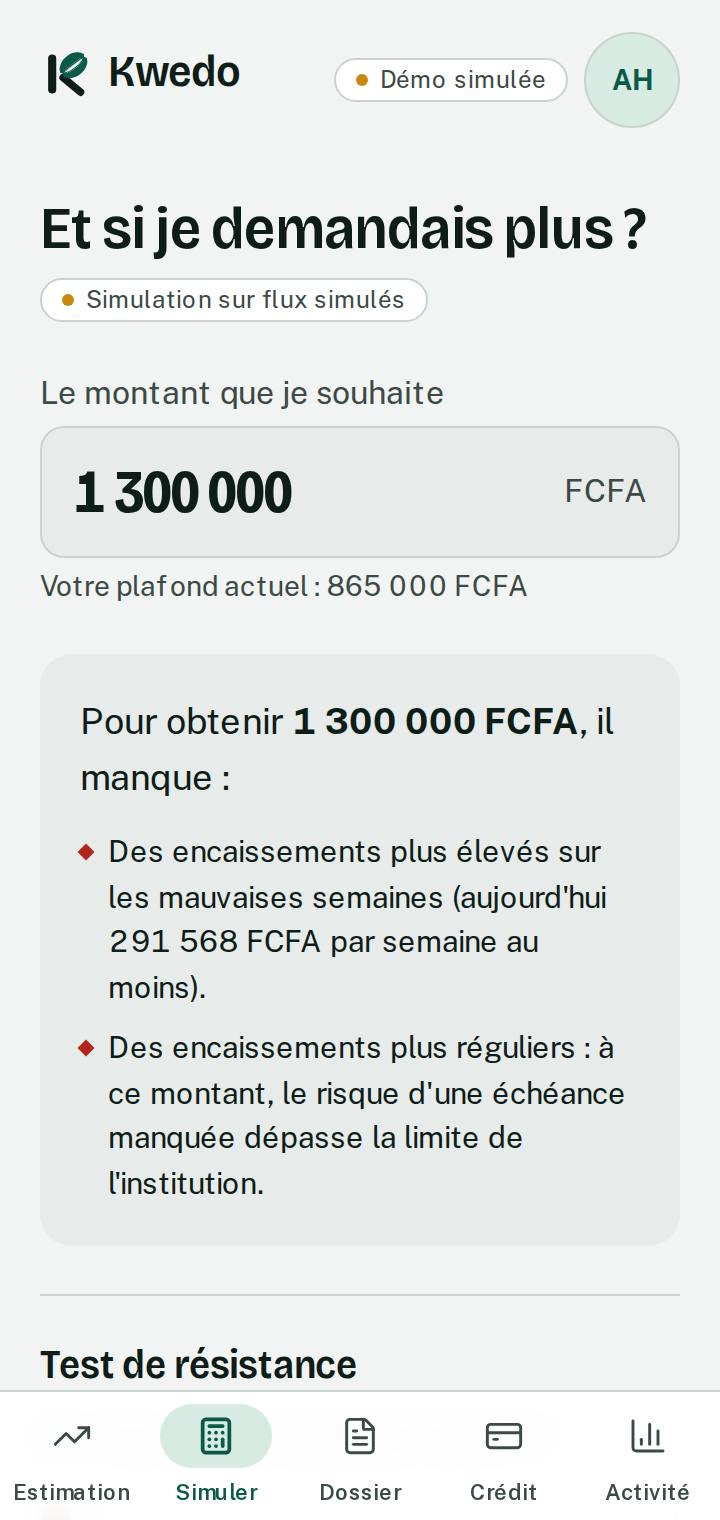 Kwedo
Démo simulée
AH
Et si je demandais plus ?
Simulation sur flux simulés
Le montant que je souhaite
1 300 000
FCFA
Votre plafond actuel : 865 000 FCFA
Pour obtenir 1 300 000 FCFA, il
manque :
Des encaissements plus élevés sur
les mauvaises semaines (aujourd'hui
291 568 FCFA par semaine au
moins).
Des encaissements plus réguliers : à
ce montant, le risque d'une échéance
manquée dépasse la limite de
l'institution.
Test de résistance
Estimation
Simuler
Dossier
Crédit
Activité